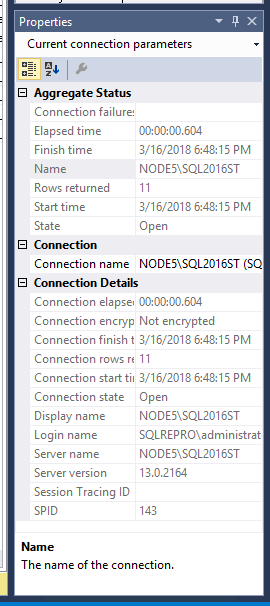 Properties
Current connection parameters
Aggregate Status
Connection failures
Elapsed time 00:00:00.604
Finish time 3/16/2018 6:48:15 PM
Name NODE5\SQL2016ST
Rows returned 11
Start time 3/16/2018 6:48:15 PM
State Open
Connection
Connection name NODE5\SQL2016ST (SQ
Connection Details
Connection elapse 00:00:00.604
Connection encryp Not encrypted
Connection finish t 3/16/2018 6:48:15 PM
Connection rows re 11
Connection start tir 3/16/2018 6:48:15 PM
Connection state Open
Display name NODE5\SQL2016ST
Login name SQLREPRO\administrat
Server name NODE5\SQL2016ST
Server version 13.0.2164
Session Tracing ID
SPID 143
Name
The name of the connection.